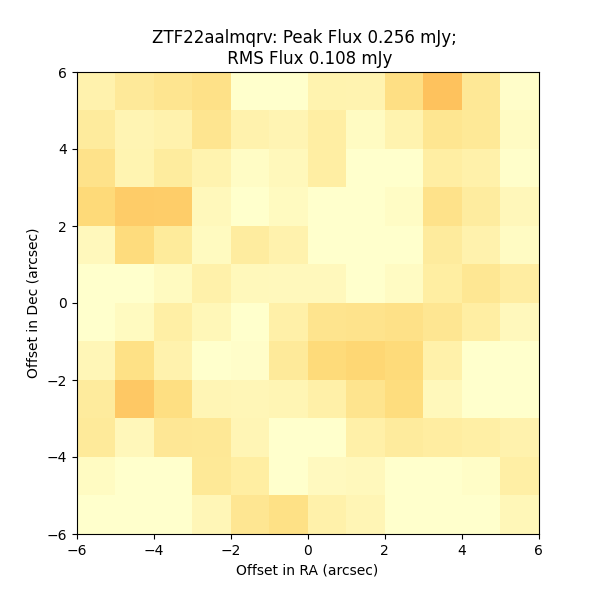 ZTF22aalmqrv: Peak Flux 0.256 mJy;
RMS Flux 0.108 mJy
6
4
2
0
−2
−4
−6
Offset in Dec (arcsec)
−6 −4 −2 0 2 4 6
Offset in RA (arcsec)